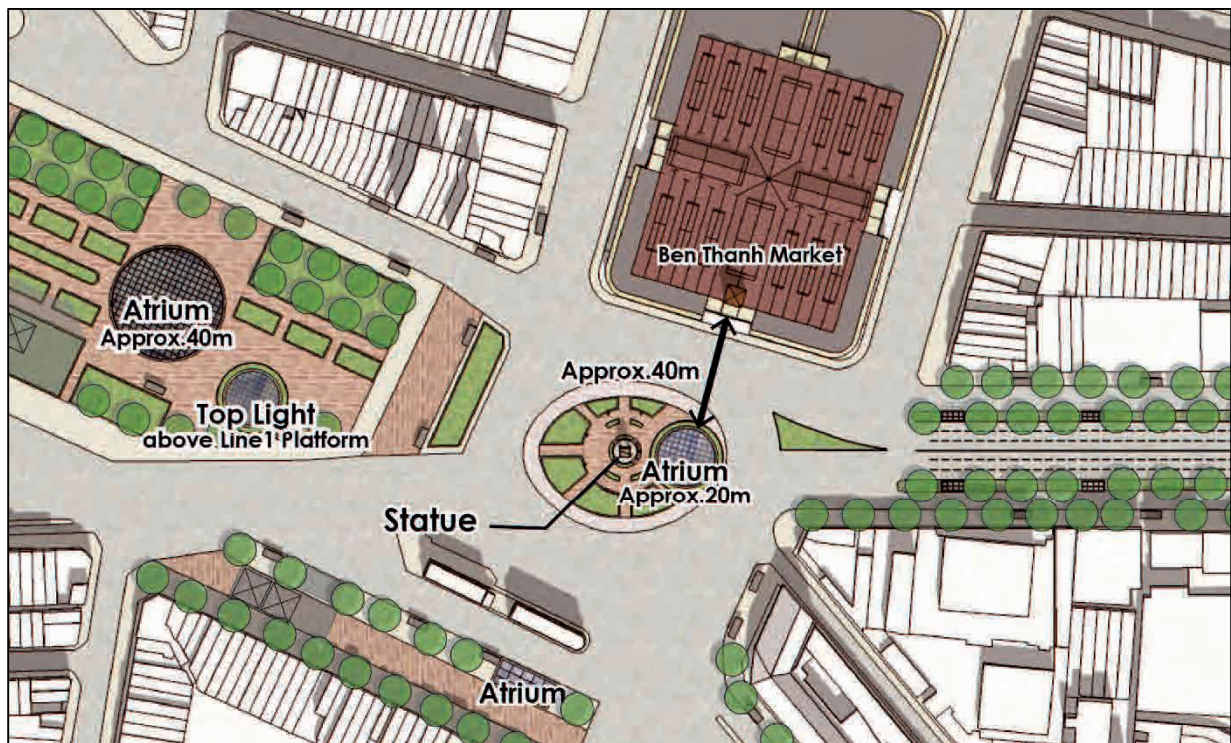 Ben Thanh Market
Atrium
Approx.40m
Approx.40m
Top Light
above Line1 Platform
Atrium
Approx.20m
Statue
Atrium